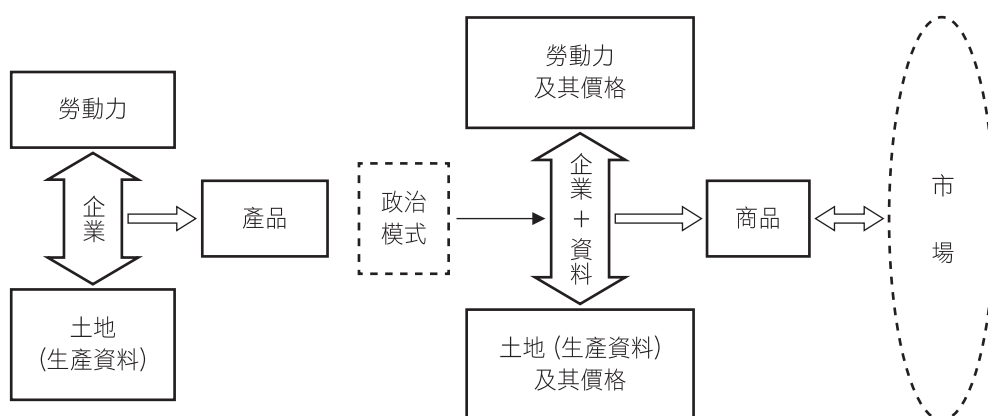 勞動力
企業
土地
(生產資料)
產品
政治
模式
勞動力
及其價格
企業+資料
土地(生產資料)
及其價格
商品
市場